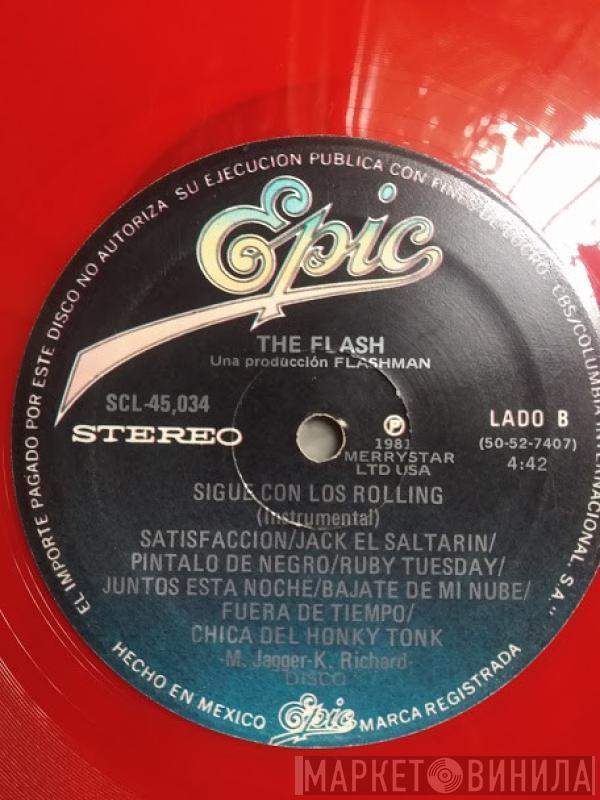 EL IMPORTE PAGADO POR ESTE DISCO NO AUTORIZA SU EJECUCION PUBLICA CON FINES DE LUCRO. CBS/COLUMBIA INTERNACIONAL, S.A."
Epic
THE FLASH
Una producción FLASHMAN
SCL-45,034
STEREO
P
1981
MERRYSTAR
LTD USA
LADO B
(50-52-7407)
4:42
SIGUE CON LOS ROLLING
(Instrumental)
SATISFACCION/JACK EL SALTARIN/
PINTALO DE NEGRO/RUBY TUESDAY/
JUNTOS ESTA NOCHE/BAJATE DE MI NUBE/
FUERA DE TIEMPO/
CHICA DEL HONKY TONK
-M. Jagger-K. Richard-
DISCO
HECHO EN MEXICO Epic MARCA REGISTRADA
МАРКЕТ ВИНИЛА